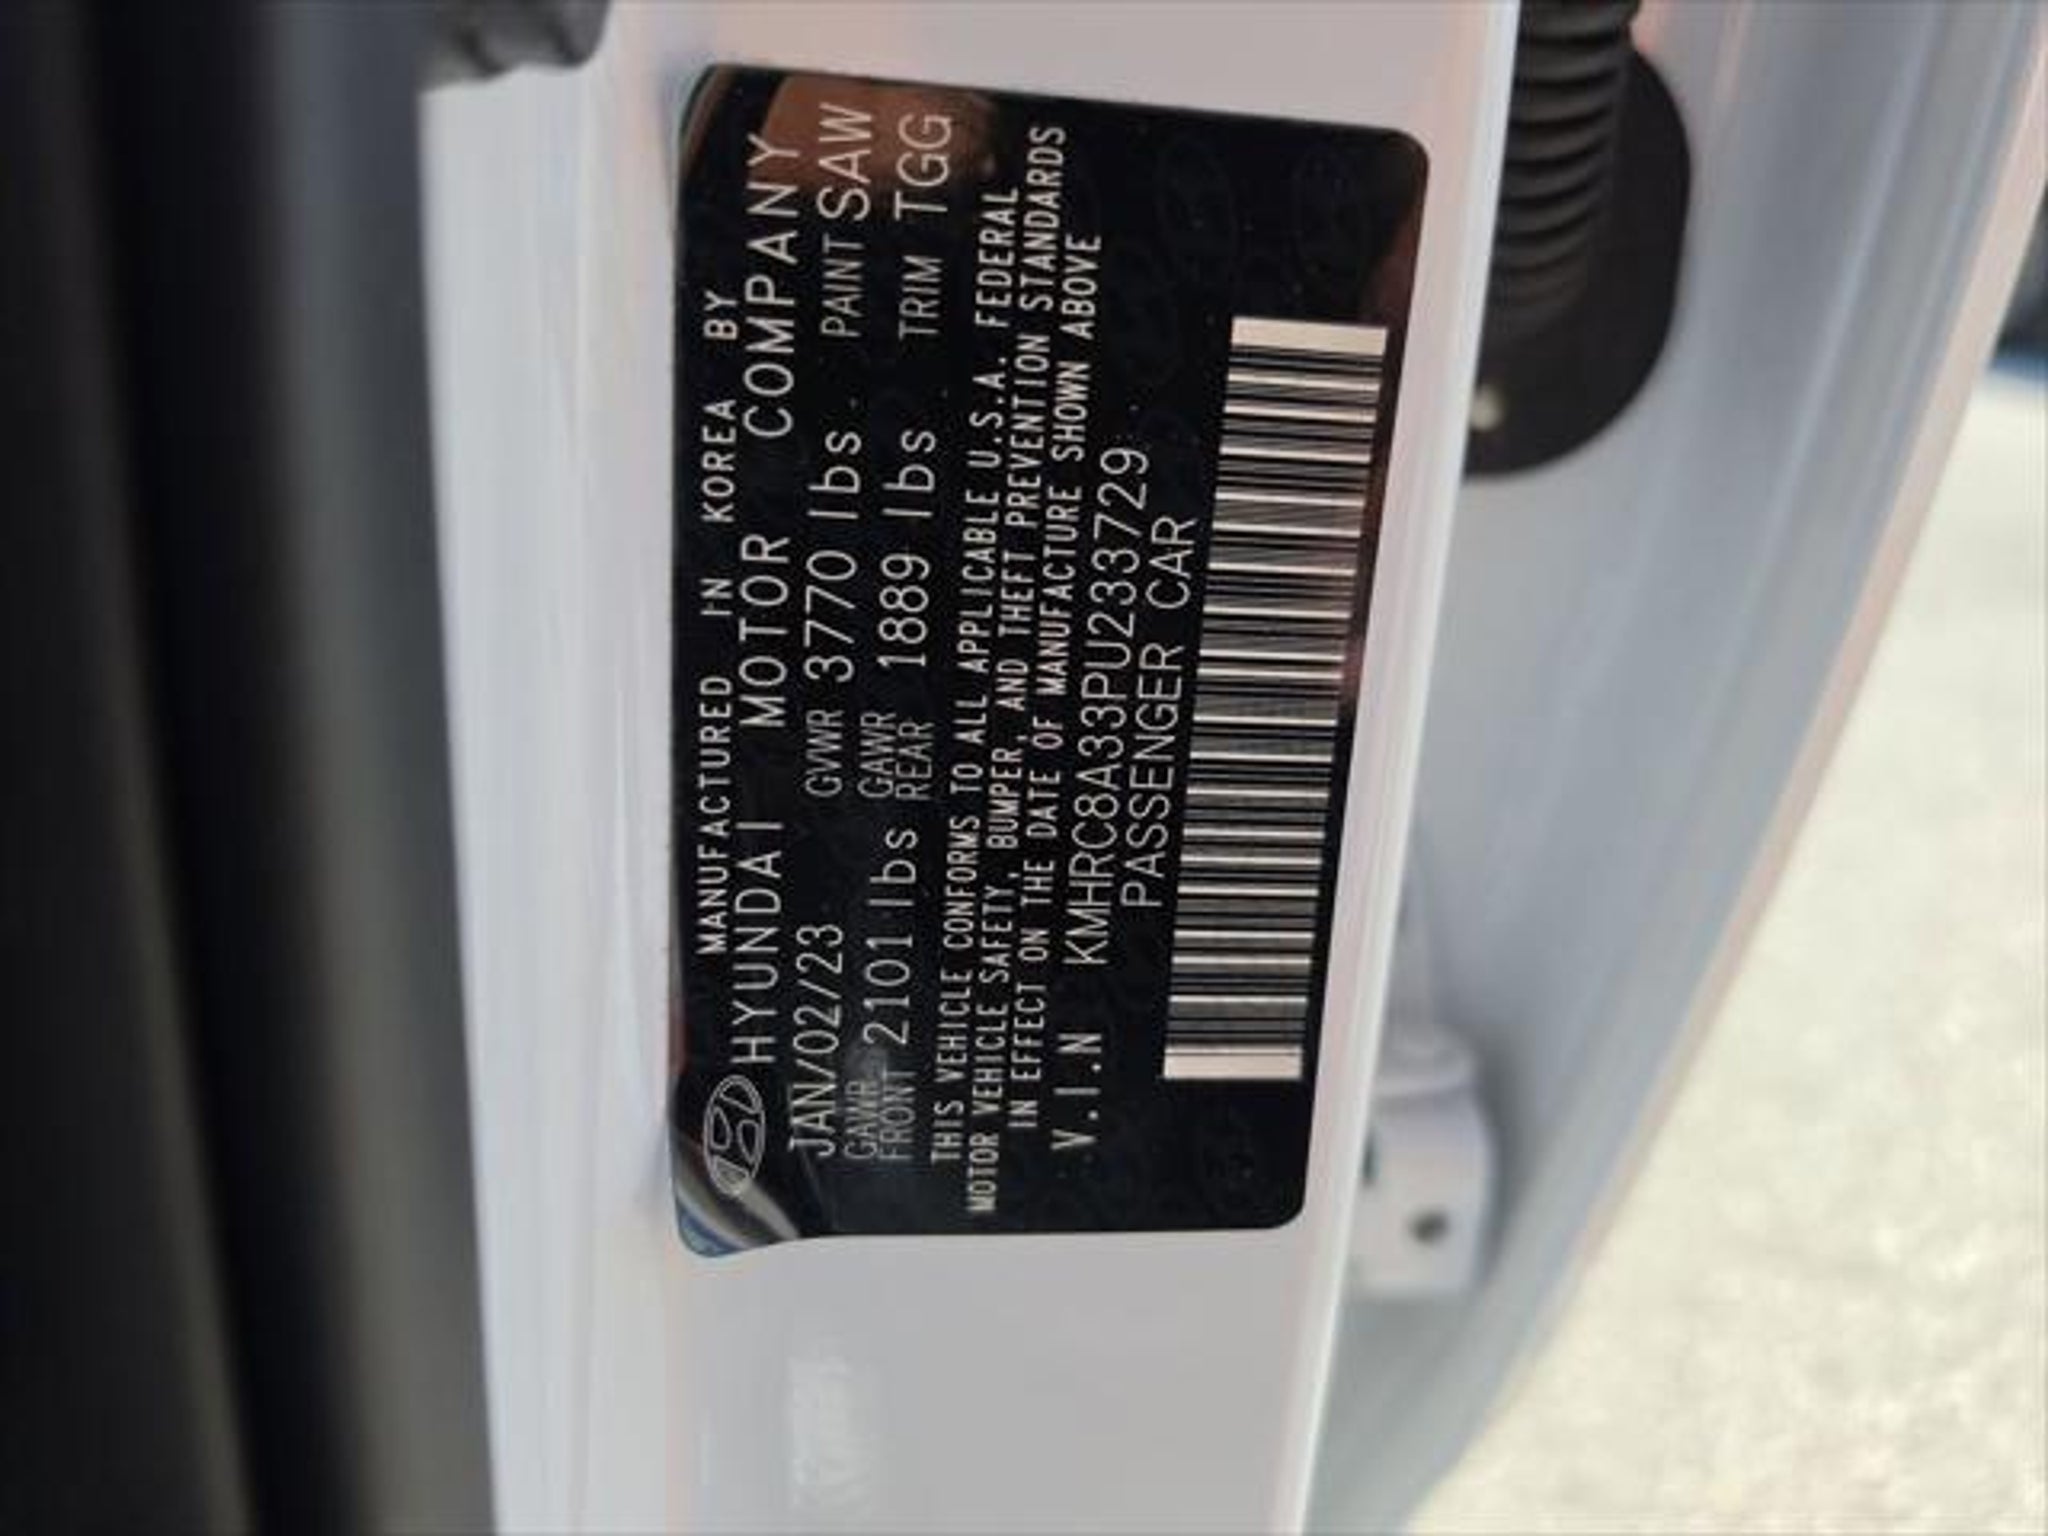 MANUFACTURED IN KOREA BY
HYUNDAI MOTOR COMPANY
JAN/02/23 GVWR 3770 lbs PAINT SAW
GAWR FRONT 2101 lbs GAWR REAR 1889 lbs TRIM TGG
THIS VEHICLE CONFORMS TO ALL APPLICABLE U.S.A. FEDERAL
MOTOR VEHICLE SAFETY, BUMPER, AND THEFT PREVENTION STANDARDS
IN EFFECT ON THE DATE OF MANUFACTURE SHOWN ABOVE
V.I.N KMHRC8A33PU233729
PASSENGER CAR